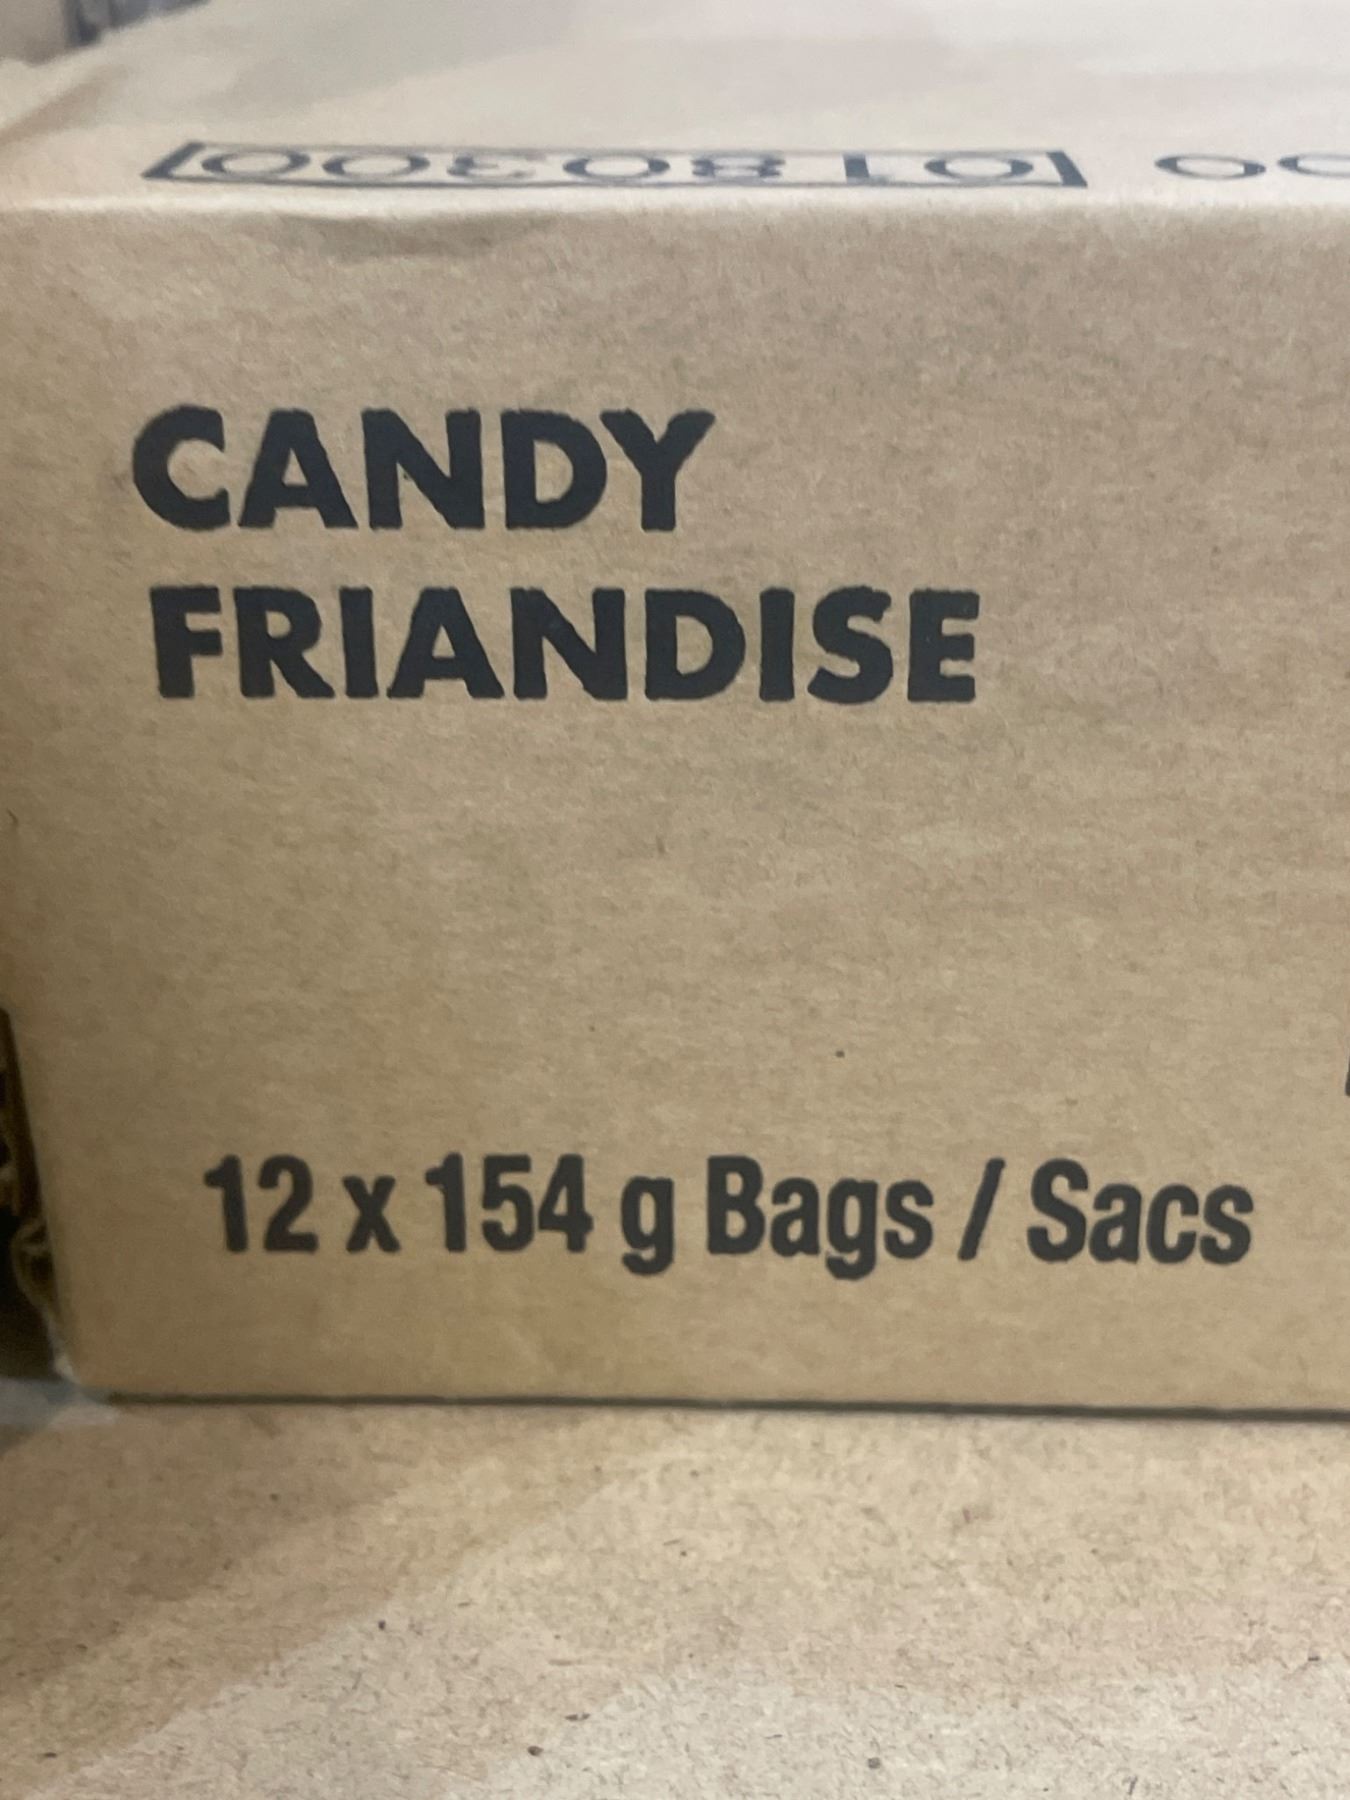 CANDY
FRIANDISE
12 x 154 g Bags / Sacs